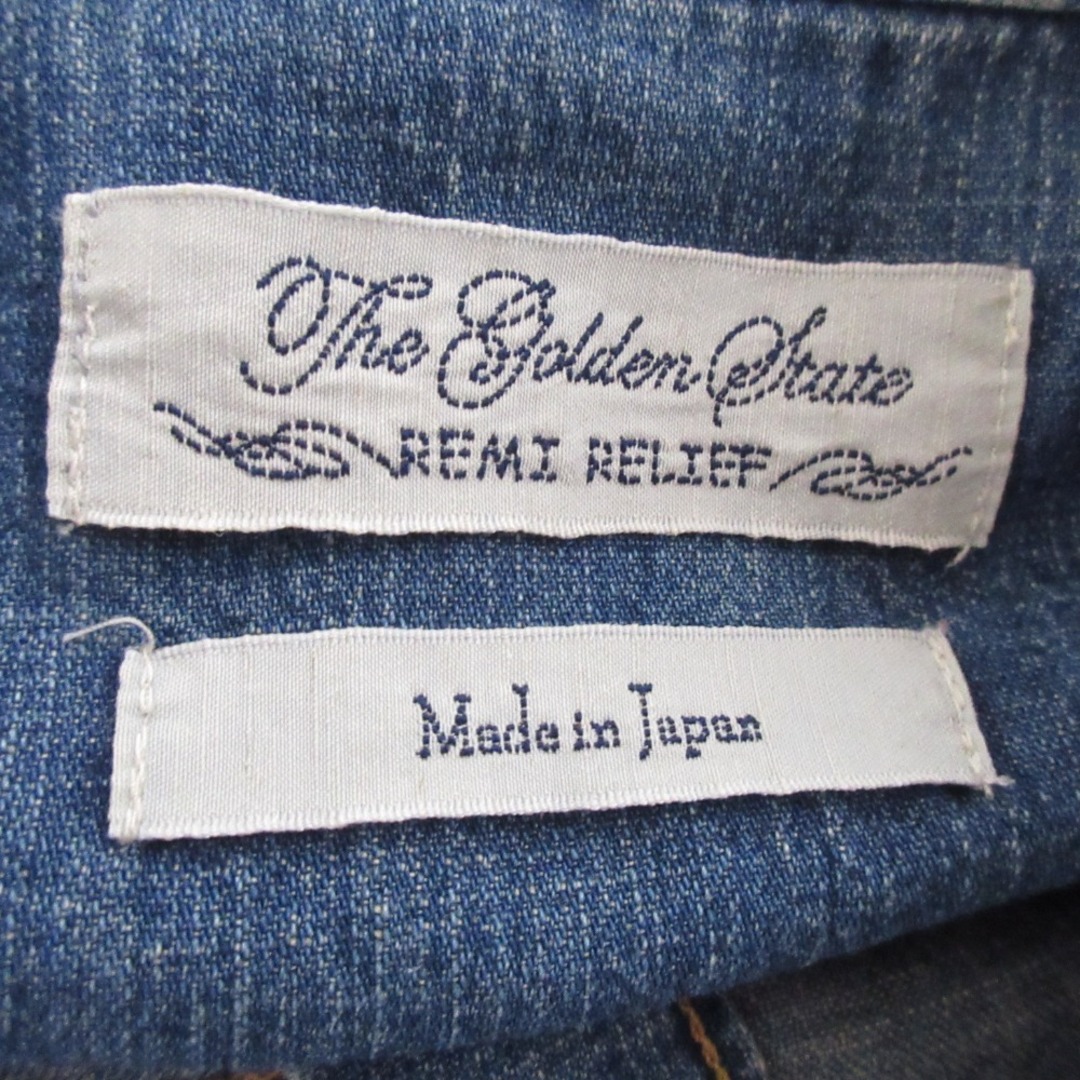 The Golden State
REMI RELIEF
Made in Japan